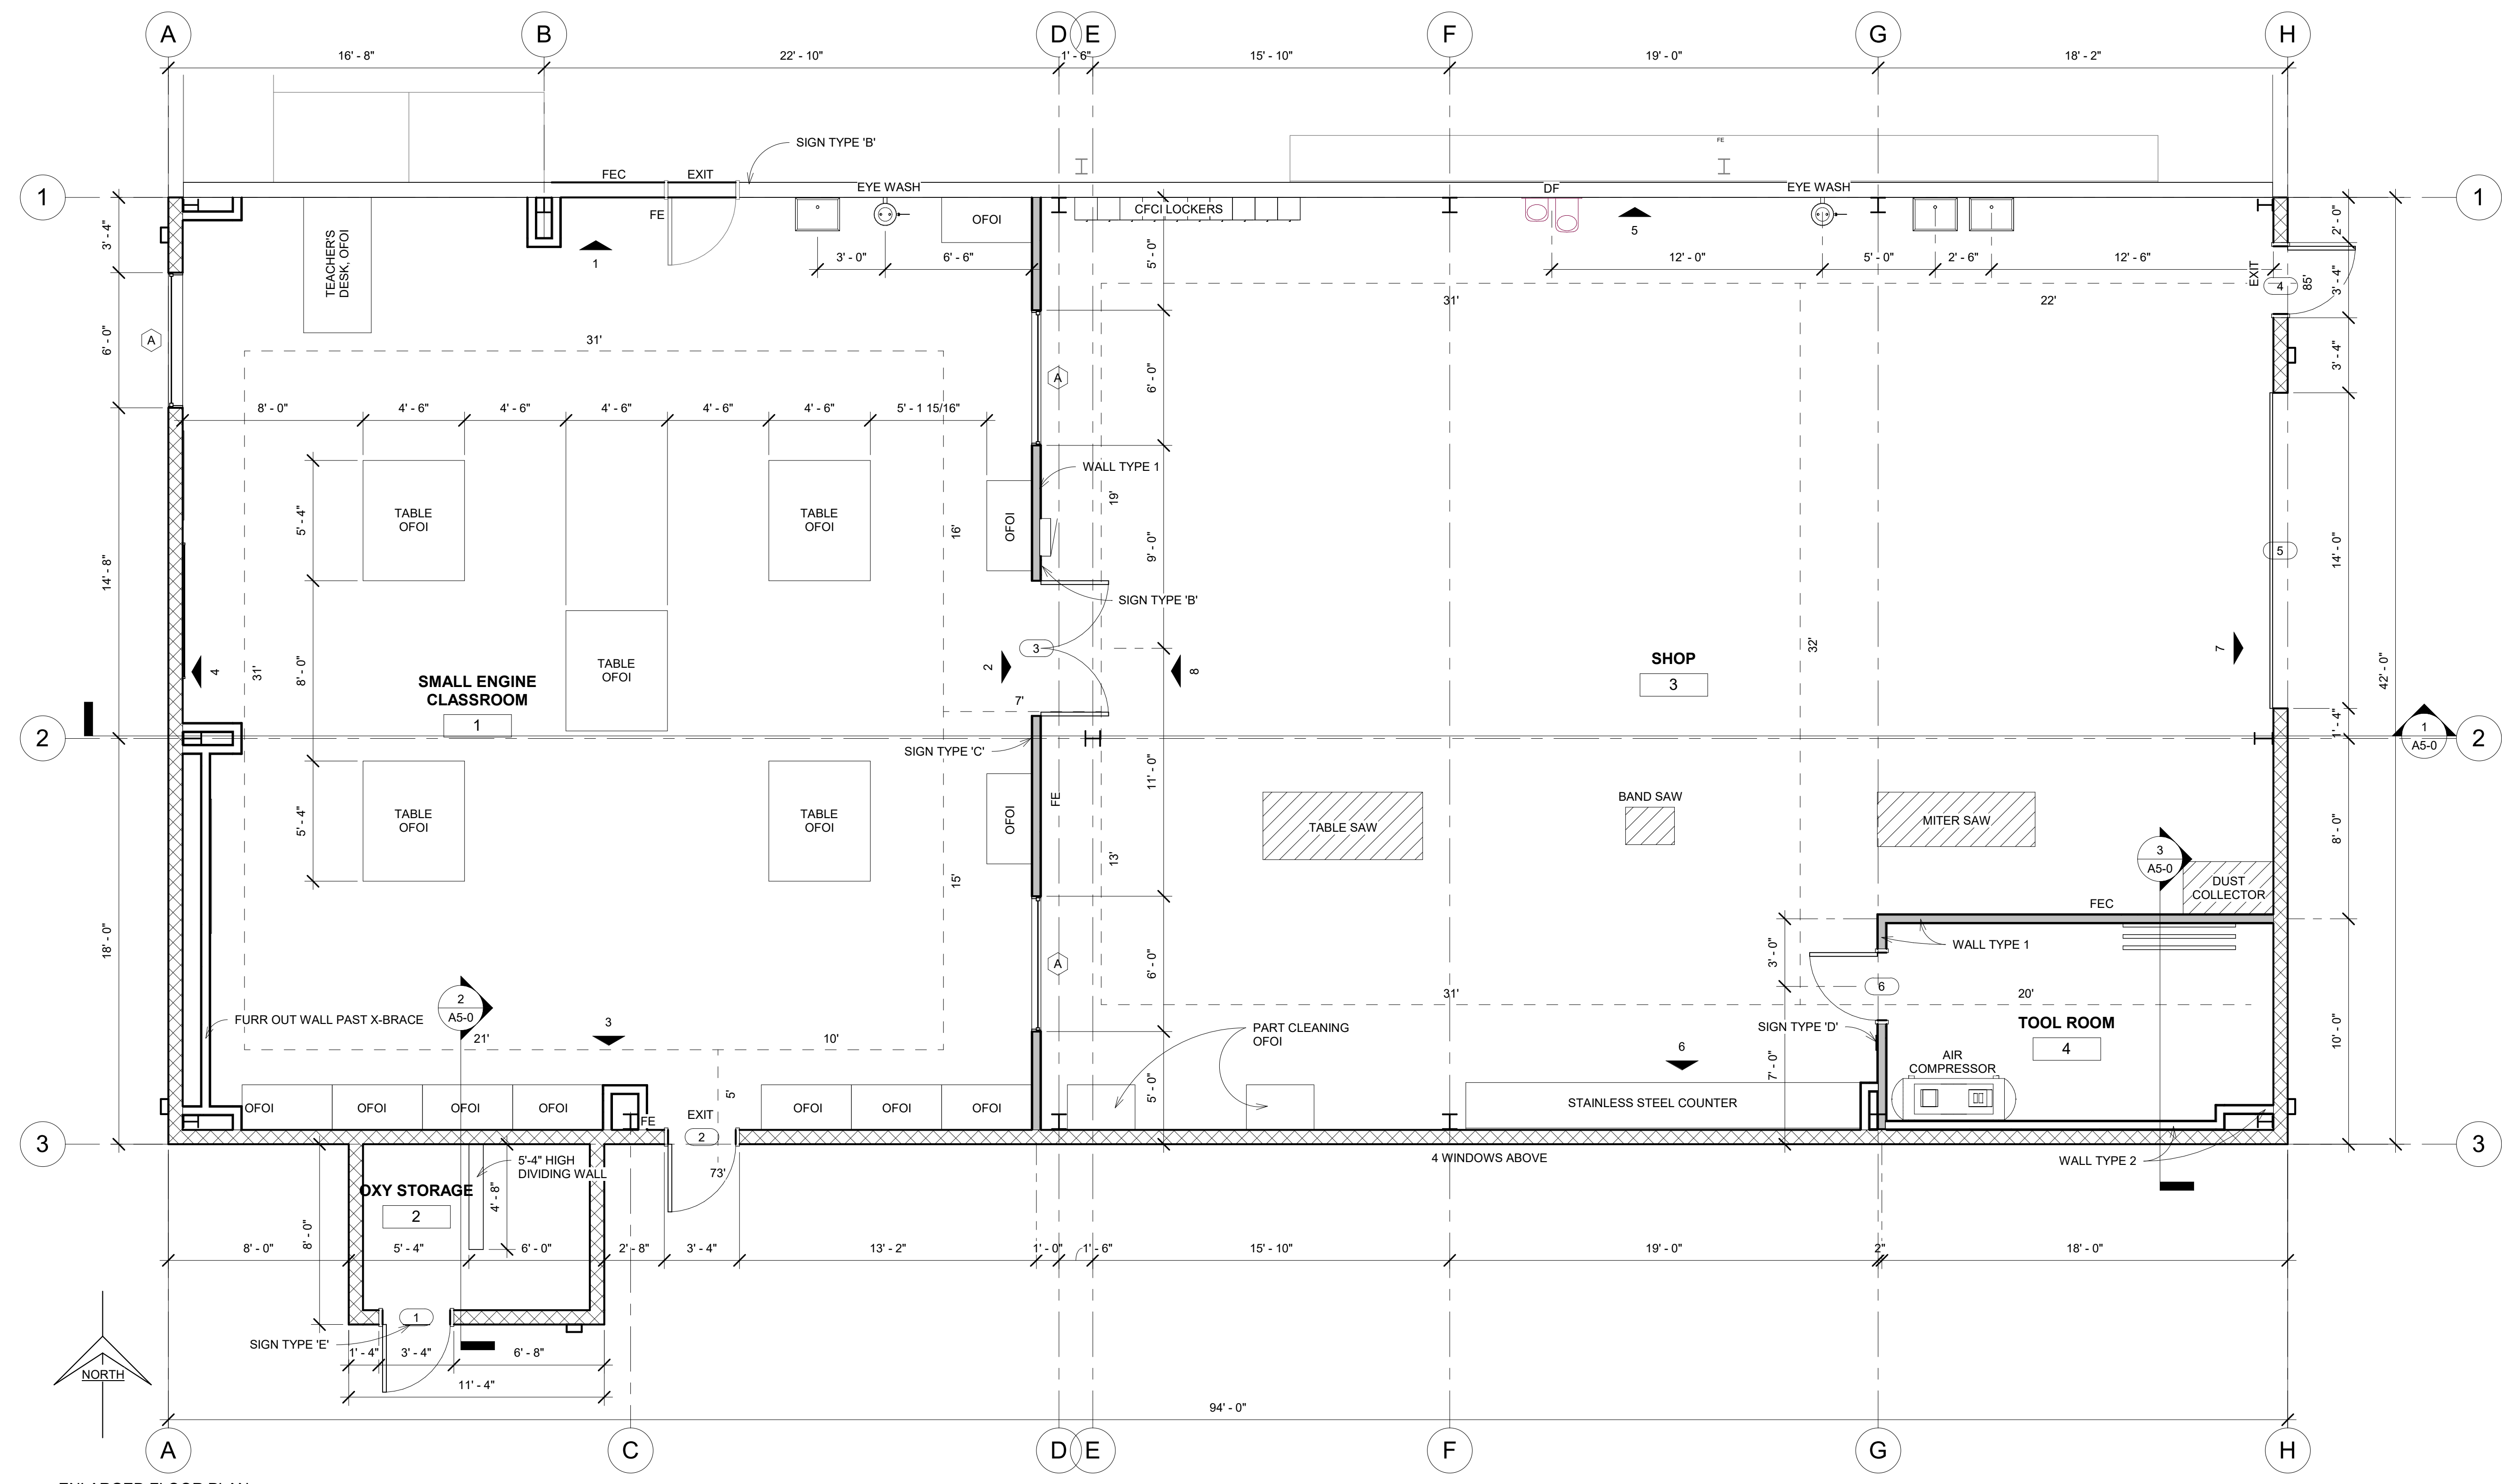 A
B
D
E
F
G
H
16' - 8"
22' - 10"
1' - 6"
15' - 10"
19' - 0"
18' - 2"
SIGN TYPE 'B'
FE
FEC
EXIT
EYE WASH
DF
EYE WASH
1
1
FE
OFOI
CFCI LOCKERS
5
1
3' - 4"
TEACHER'S
DESK, OFOI
3' - 0"
6' - 6"
5' - 0"
12' - 0"
5' - 0"
2' - 6"
12' - 6"
2' - 0"
EXIT
4
85'
3' - 4"
31'
22'
6' - 0"
A
31'
A
6' - 0"
3' - 4"
8' - 0"
4' - 6"
4' - 6"
4' - 6"
4' - 6"
4' - 6"
5' - 1 15/16"
WALL TYPE 1
19'
5' - 4"
TABLE
OFOI
TABLE
OFOI
16'
OFOI
9' - 0"
5
14' - 0"
14' - 8"
SIGN TYPE 'B'
3
4
31'
8' - 0"
TABLE
OFOI
2
8
32'
SHOP
3
7
42' - 0"
SMALL ENGINE
CLASSROOM
1
7'
2
SIGN TYPE 'C'
1' - 4"
1
A5-0
2
11' - 0"
FE
5' - 4"
TABLE
OFOI
TABLE
OFOI
OFOI
TABLE SAW
BAND SAW
MITER SAW
8' - 0"
13'
15'
3
A5-0
DUST
COLLECTOR
FEC
18' - 0"
WALL TYPE 1
3' - 0"
A
6' - 0"
6
31'
20'
2
A5-0
FURR OUT WALL PAST X-BRACE
21'
3
10'
PART CLEANING
OFOI
SIGN TYPE 'D'
TOOL ROOM
4
10' - 0"
6
7' - 0"
AIR
COMPRESSOR
5'
5' - 0"
OFOI
OFOI
OFOI
OFOI
FE
EXIT
2
OFOI
OFOI
OFOI
STAINLESS STEEL COUNTER
3
3
4 WINDOWS ABOVE
WALL TYPE 2
5'-4" HIGH
DIVIDING WALL
73'
OXY STORAGE
2
4' - 8"
8' - 0"
8' - 0"
5' - 4"
6' - 0"
2' - 8"
3' - 4"
13' - 2"
1' - 0"
1' - 6"
15' - 10"
19' - 0"
2"
18' - 0"
1
SIGN TYPE 'E'
1' - 4"
3' - 4"
6' - 8"
11' - 4"
NORTH
94' - 0"
A
C
D
E
F
G
H
ENLARGED FLOOR PLAN